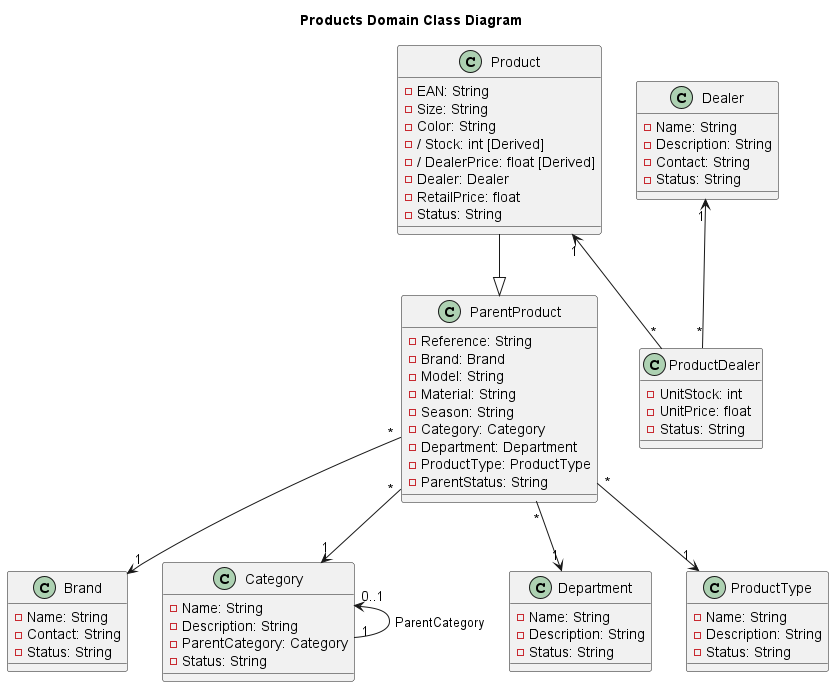 Products Domain Class Diagram
C Product
EAN: String
Size: String
Color: String
/ Stock: int [Derived]
/ DealerPrice: float [Derived]
Dealer: Dealer
RetailPrice: float
Status: String
C Dealer
Name: String
Description: String
Contact: String
Status: String
1
1
*
*
C ParentProduct
Reference: String
Brand: Brand
Model: String
Material: String
Season: String
Category: Category
Department: Department
ProductType: ProductType
ParentStatus: String
C ProductDealer
UnitStock: int
UnitPrice: float
Status: String
*
*
*
*
1
1
1
1
C Brand
Name: String
Contact: String
Status: String
C Category
Name: String
Description: String
ParentCategory: Category
Status: String
0..1
ParentCategory
1
C Department
Name: String
Description: String
Status: String
C ProductType
Name: String
Description: String
Status: String